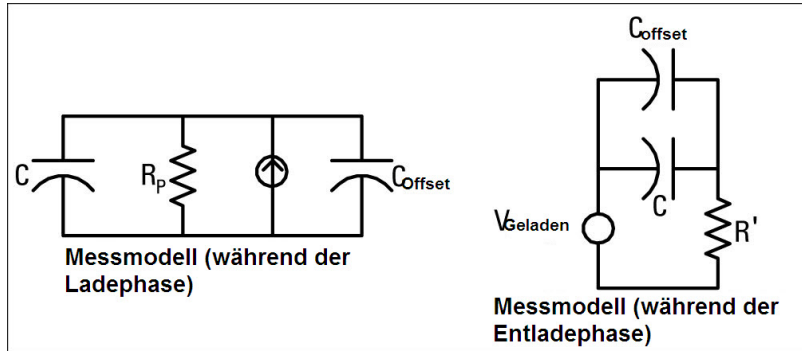 C
RP
COffset
Messmodell (während der
Ladephase)
Coffset
C
VGeladen
R'
Messmodell (während der
Entladephase)